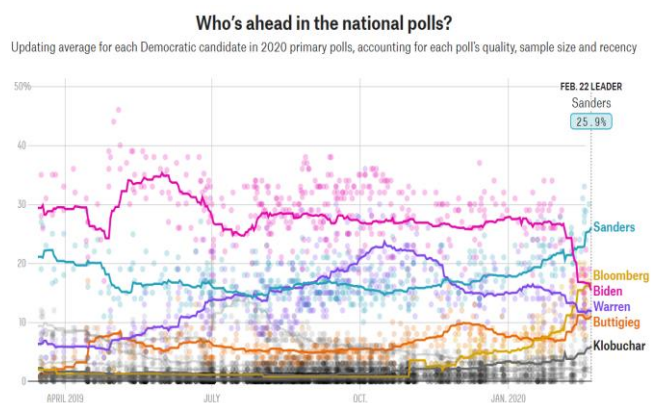 Who's ahead in the national polls?
Updating average for each Democratic candidate in 2020 primary polls, accounting for each poll's quality, sample size and recency
FEB. 22 LEADER
Sanders
25.9%
50%
40
30
20
10
0
Sanders
Bloomberg
Biden
Warren
Buttigieg
Klobuchar
APRIL 2019 JULY OCT. JAN. 2020